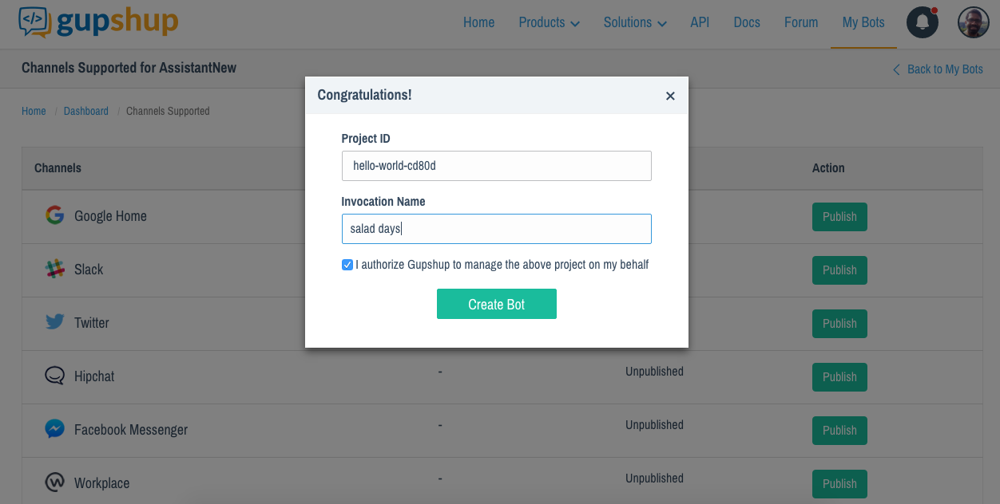 </> gupshup
Home Products Solutions API Docs Forum My Bots
Channels Supported for AssistantNew
Back to My Bots
Home / Dashboard / Channels Supported
Congratulations!
×
Project ID
hello-world-cd80d
Invocation Name
salad days
I authorize Gupshup to manage the above project on my behalf
Create Bot
Channels Action
Google Home Publish
Slack Publish
Twitter Publish
Hipchat - Unpublished Publish
Facebook Messenger - Unpublished Publish
Workplace - Unpublished Publish